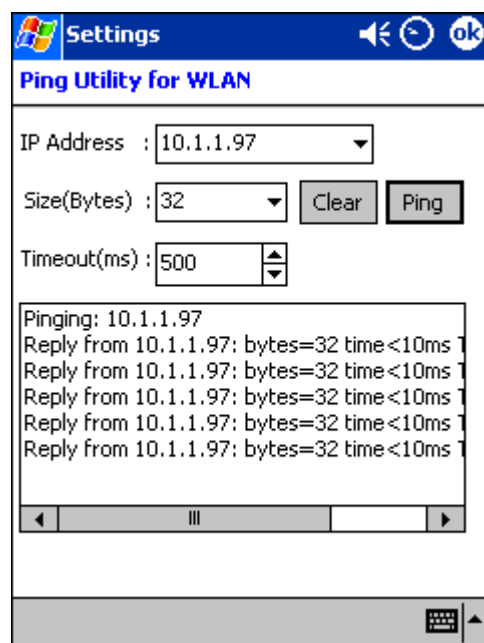 Settings ok
Ping Utility for WLAN
IP Address : 10.1.1.97
Size(Bytes) : 32 Clear Ping
Timeout(ms) : 500
Pinging: 10.1.1.97
Reply from 10.1.1.97: bytes=32 time<10ms
Reply from 10.1.1.97: bytes=32 time<10ms
Reply from 10.1.1.97: bytes=32 time<10ms
Reply from 10.1.1.97: bytes=32 time<10ms
Reply from 10.1.1.97: bytes=32 time<10ms